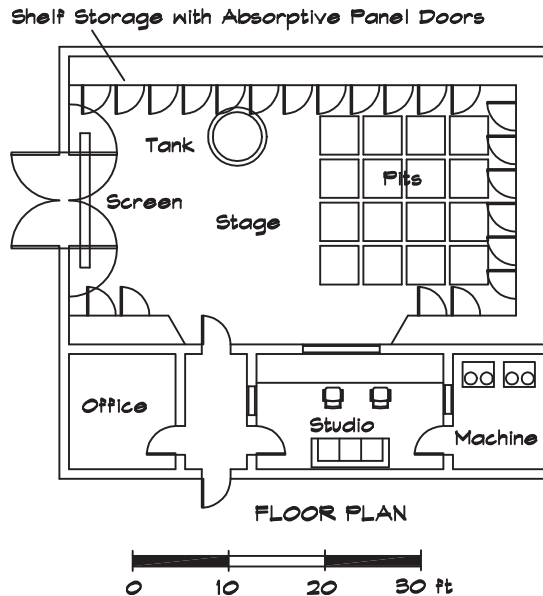 Shelf Storage with Absorptive Panel Doors
Tank
Pits
Screen
Stage
Office
Studio
Machine
FLOOR PLAN
0 10 20 30 ft